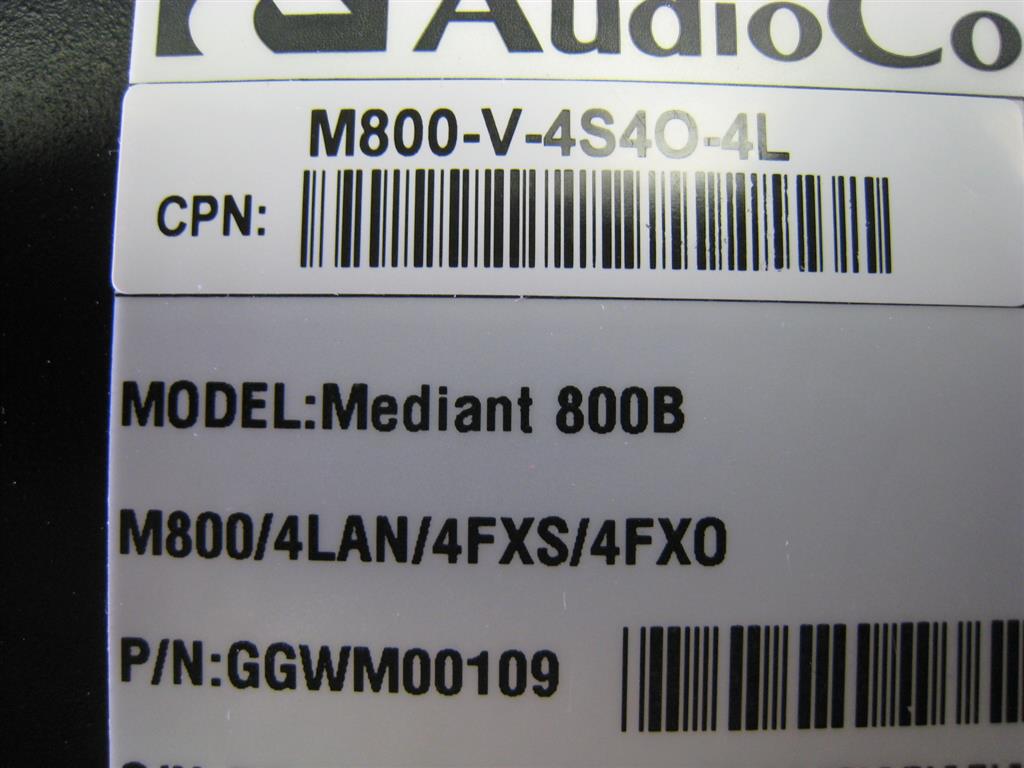 AudioCo
M800-V-4S4O-4L
CPN:
MODEL:Mediant 800B
M800/4LAN/4FXS/4FXO
P/N:GGWM00109